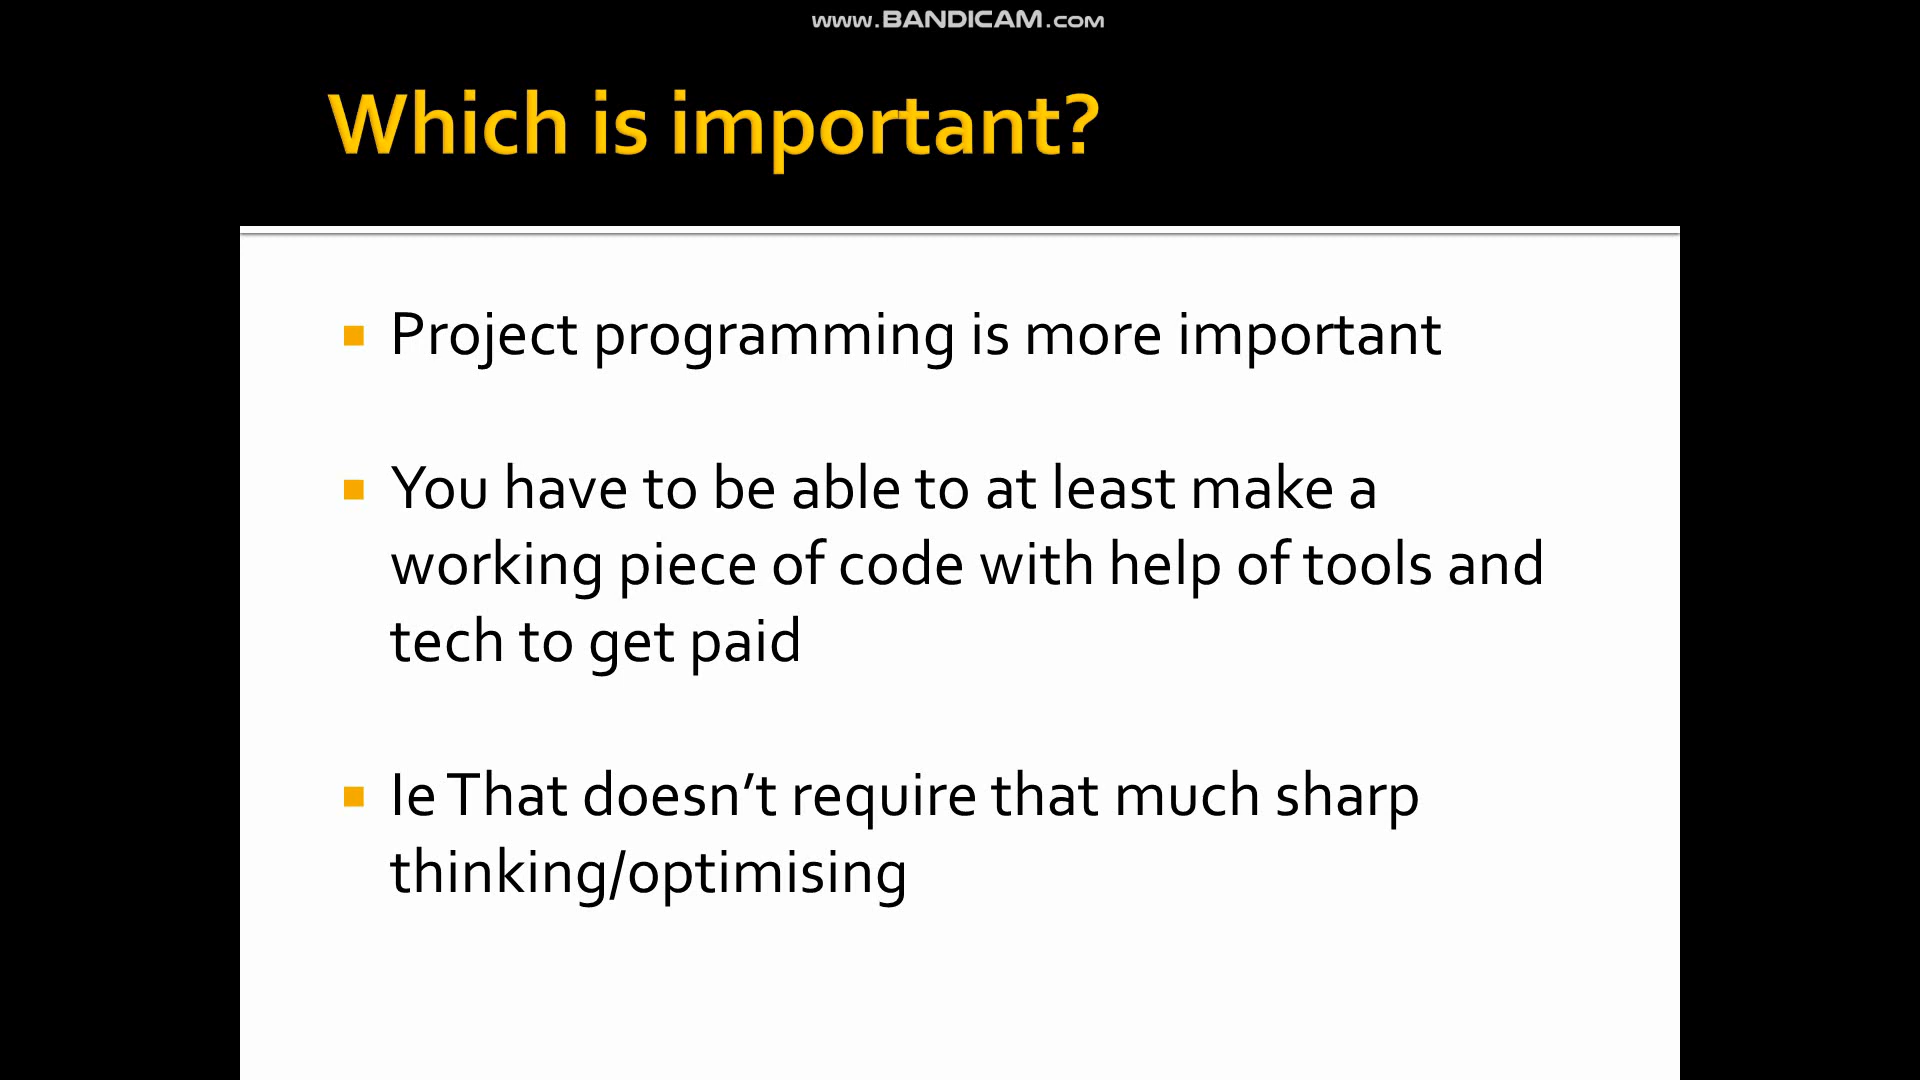 www.BANDICAM.com
Which is important?
Project programming is more important
You have to be able to at least make a
working piece of code with help of tools and
tech to get paid
Ie That doesn’t require that much sharp
thinking/optimising